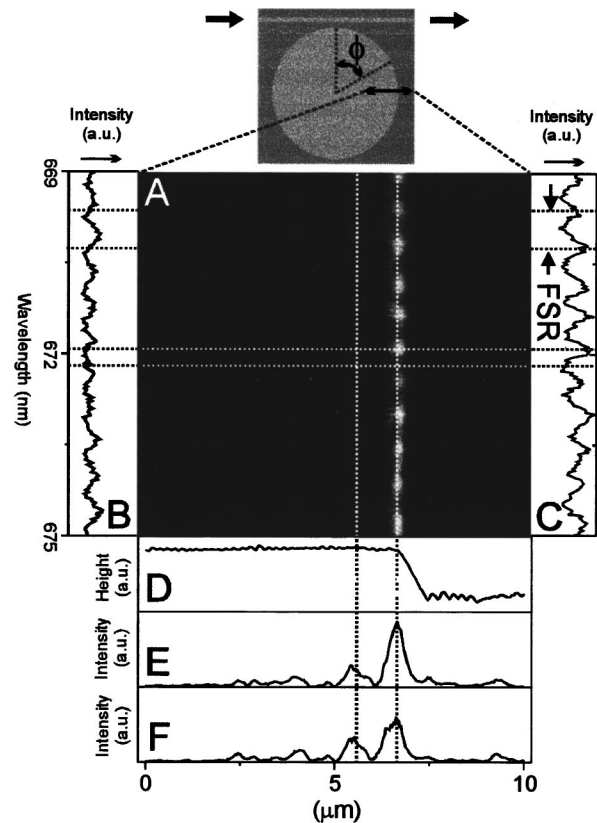 ϕ
Intensity
(a.u.)
Intensity
(a.u.)
669
672
675
Wavelength (nm)
A
B
C
FSR
Height
(a.u.)
D
Intensity
(a.u.)
E
Intensity
(a.u.)
F
0
5
10
(μm)